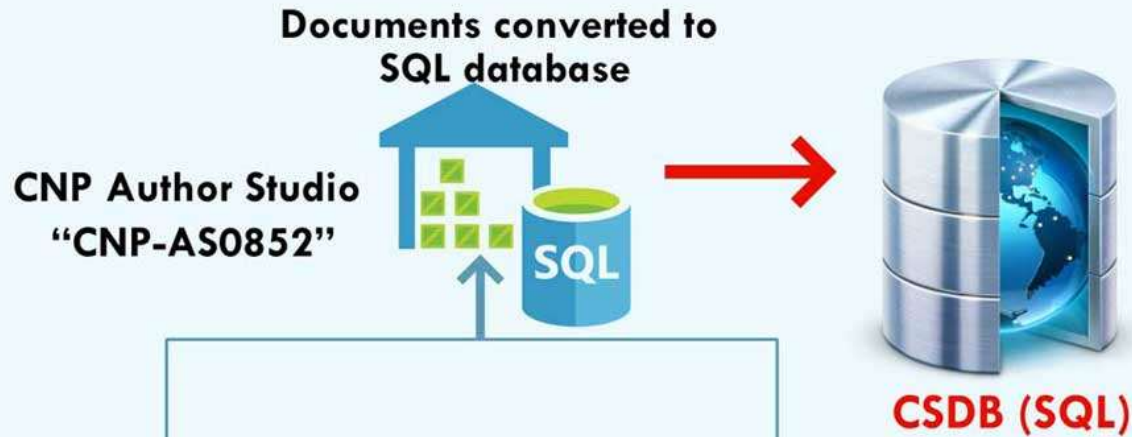 Documents converted to
SQL database
CNP Author Studio
“CNP-AS0852”
SQL
CSDB (SQL)